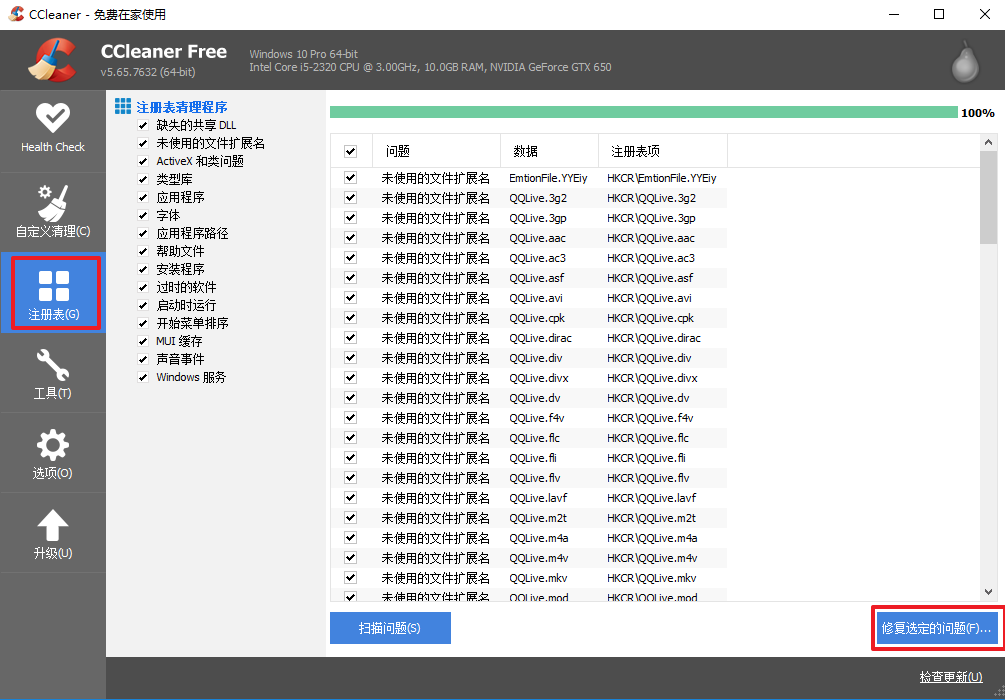 CCleaner - 免费在家使用
CCleaner Free
v5.65.7632 (64-bit)
Windows 10 Pro 64-bit
Intel Core i5-2320 CPU @ 3.00GHz, 10.0GB RAM, NVIDIA GeForce GTX 650
Health Check
自定义清理(C)
注册表(G)
工具(T)
选项(O)
升级(U)
注册表清理程序
缺失的共享 DLL
未使用的文件扩展名
ActiveX 和类问题
类型库
应用程序
字体
应用程序路径
帮助文件
安装程序
过时的软件
启动时运行
开始菜单排序
MUI 缓存
声音事件
Windows 服务
100%
问题 数据 注册表项
未使用的文件扩展名 EmtionFile.YYEiy HKCR\EmtionFile.YYEiy
未使用的文件扩展名 QQLive.3g2 HKCR\QQLive.3g2
未使用的文件扩展名 QQLive.3gp HKCR\QQLive.3gp
未使用的文件扩展名 QQLive.aac HKCR\QQLive.aac
未使用的文件扩展名 QQLive.ac3 HKCR\QQLive.ac3
未使用的文件扩展名 QQLive.asf HKCR\QQLive.asf
未使用的文件扩展名 QQLive.avi HKCR\QQLive.avi
未使用的文件扩展名 QQLive.cpk HKCR\QQLive.cpk
未使用的文件扩展名 QQLive.dirac HKCR\QQLive.dirac
未使用的文件扩展名 QQLive.div HKCR\QQLive.div
未使用的文件扩展名 QQLive.divx HKCR\QQLive.divx
未使用的文件扩展名 QQLive.dv HKCR\QQLive.dv
未使用的文件扩展名 QQLive.f4v HKCR\QQLive.f4v
未使用的文件扩展名 QQLive.flc HKCR\QQLive.flc
未使用的文件扩展名 QQLive.fli HKCR\QQLive.fli
未使用的文件扩展名 QQLive.flv HKCR\QQLive.flv
未使用的文件扩展名 QQLive.lavf HKCR\QQLive.lavf
未使用的文件扩展名 QQLive.m2t HKCR\QQLive.m2t
未使用的文件扩展名 QQLive.m4a HKCR\QQLive.m4a
未使用的文件扩展名 QQLive.m4v HKCR\QQLive.m4v
未使用的文件扩展名 QQLive.mkv HKCR\QQLive.mkv
未使用的文件扩展名 QQLive.mod HKCR\QQLive.mod
扫描问题(S)
修复选定的问题(F)...
检查更新(U)